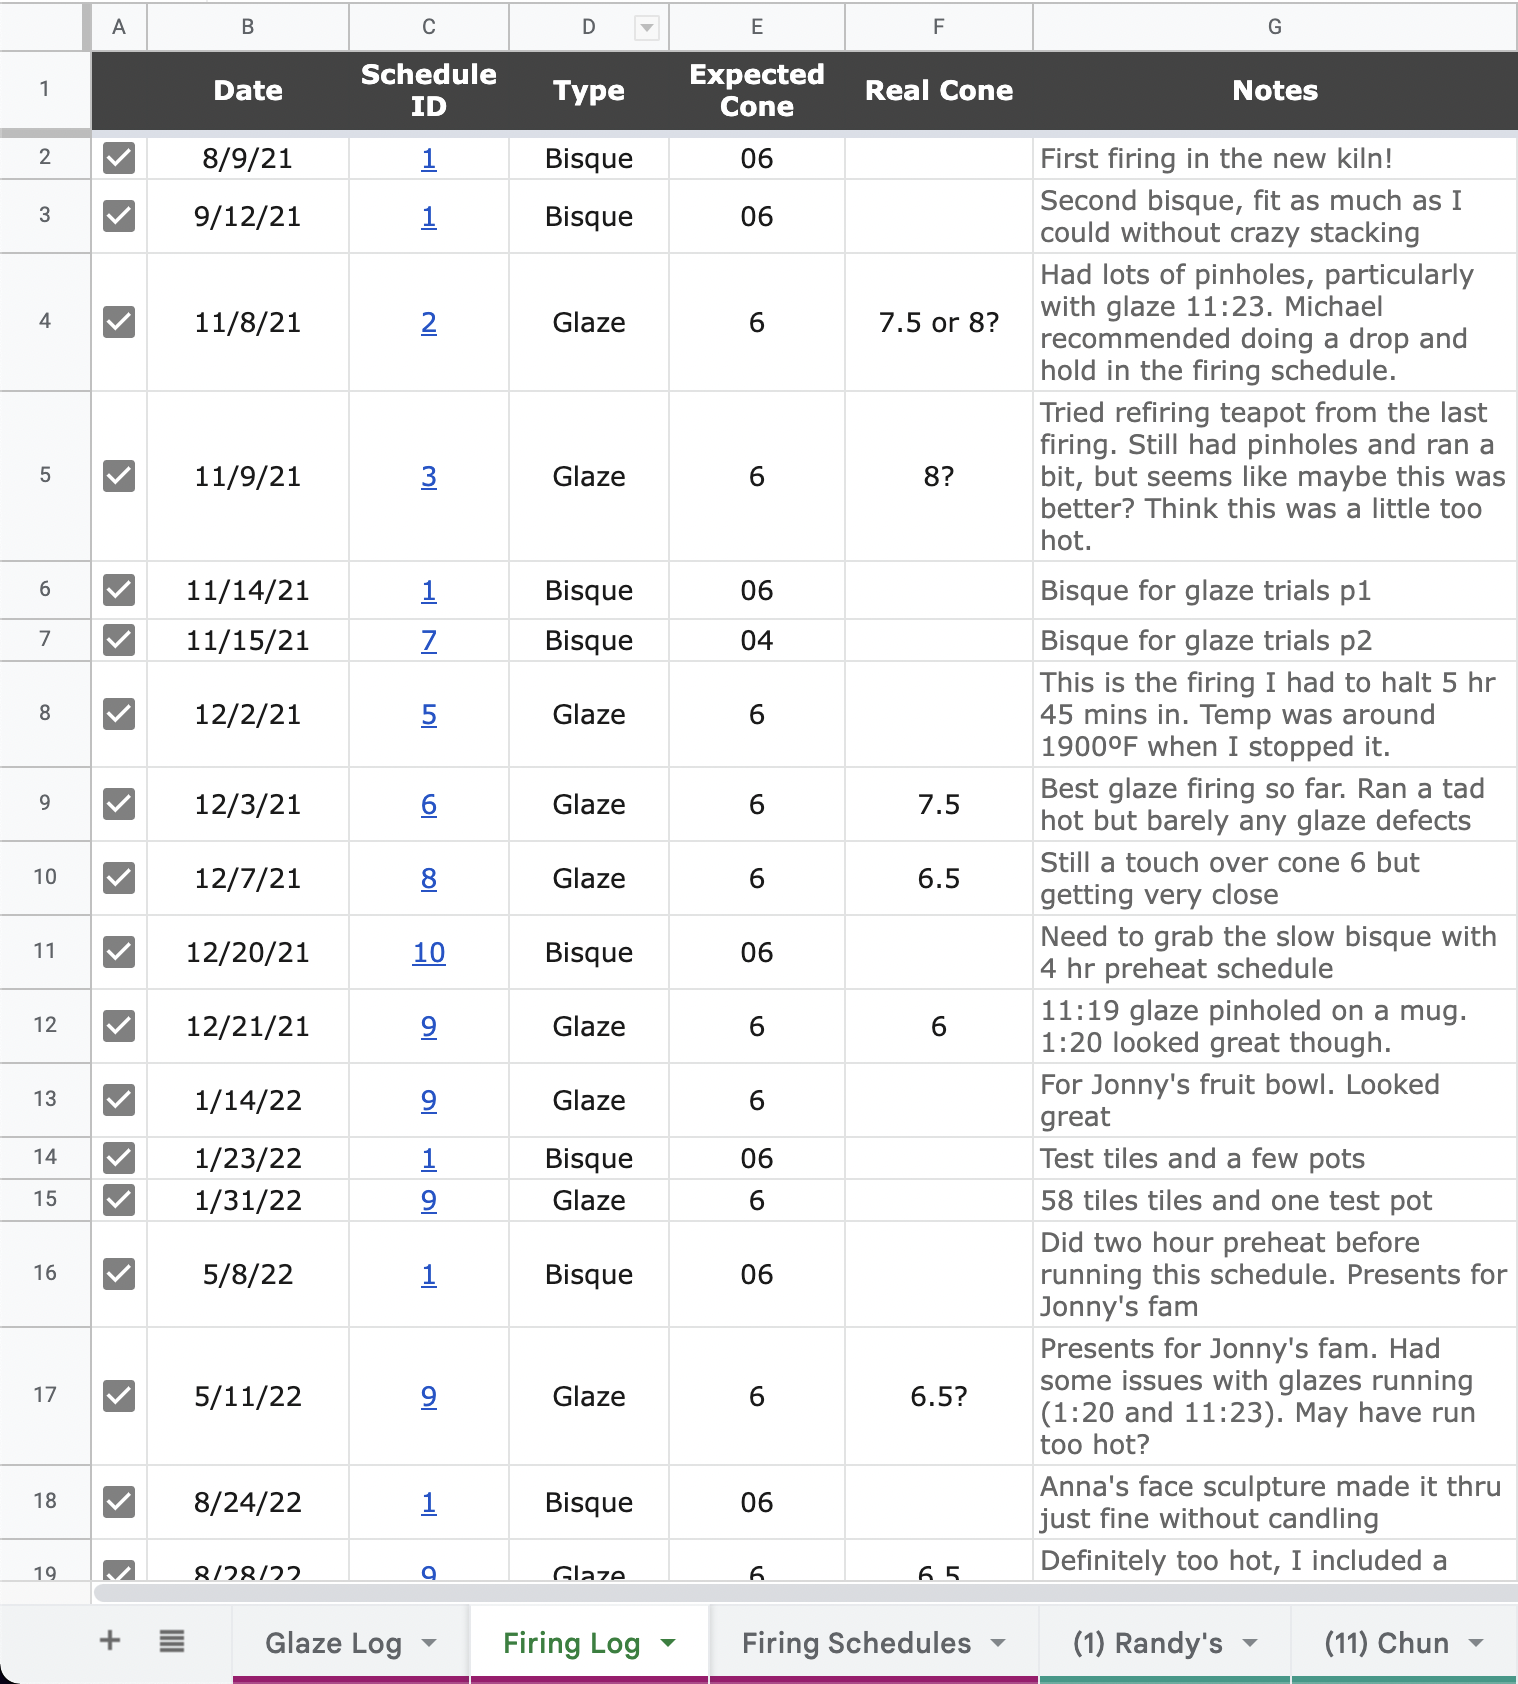 A B C D E F G
1 Date Schedule ID Type Expected Cone Real Cone Notes
2 8/9/21 1 Bisque 06 First firing in the new kiln!
3 9/12/21 1 Bisque 06 Second bisque, fit as much as I
could without crazy stacking
4 11/8/21 2 Glaze 6 7.5 or 8? Had lots of pinholes, particularly
with glaze 11:23. Michael
recommended doing a drop and
hold in the firing schedule.
5 11/9/21 3 Glaze 6 8? Tried refiring teapot from the last
firing. Still had pinholes and ran a
bit, but seems like maybe this was
better? Think this was a little too
hot.
6 11/14/21 1 Bisque 06 Bisque for glaze trials p1
7 11/15/21 7 Bisque 04 Bisque for glaze trials p2
8 12/2/21 5 Glaze 6 This is the firing I had to halt 5 hr
45 mins in. Temp was around
1900ºF when I stopped it.
9 12/3/21 6 Glaze 6 7.5 Best glaze firing so far. Ran a tad
hot but barely any glaze defects
10 12/7/21 8 Glaze 6 6.5 Still a touch over cone 6 but
getting very close
11 12/20/21 10 Bisque 06 Need to grab the slow bisque with
4 hr preheat schedule
12 12/21/21 9 Glaze 6 6 11:19 glaze pinholed on a mug.
1:20 looked great though.
13 1/14/22 9 Glaze 6 For Jonny's fruit bowl. Looked
great
14 1/23/22 1 Bisque 06 Test tiles and a few pots
15 1/31/22 9 Glaze 6 58 tiles tiles and one test pot
16 5/8/22 1 Bisque 06 Did two hour preheat before
running this schedule. Presents for
Jonny's fam
17 5/11/22 9 Glaze 6 6.5? Presents for Jonny's fam. Had
some issues with glazes running
(1:20 and 11:23). May have run
too hot?
18 8/24/22 1 Bisque 06 Anna's face sculpture made it thru
just fine without candling
19 8/28/22 9 Glaze 6 6.5 Definitely too hot, I included a
Glaze Log Firing Log Firing Schedules (1) Randy's (11) Chun